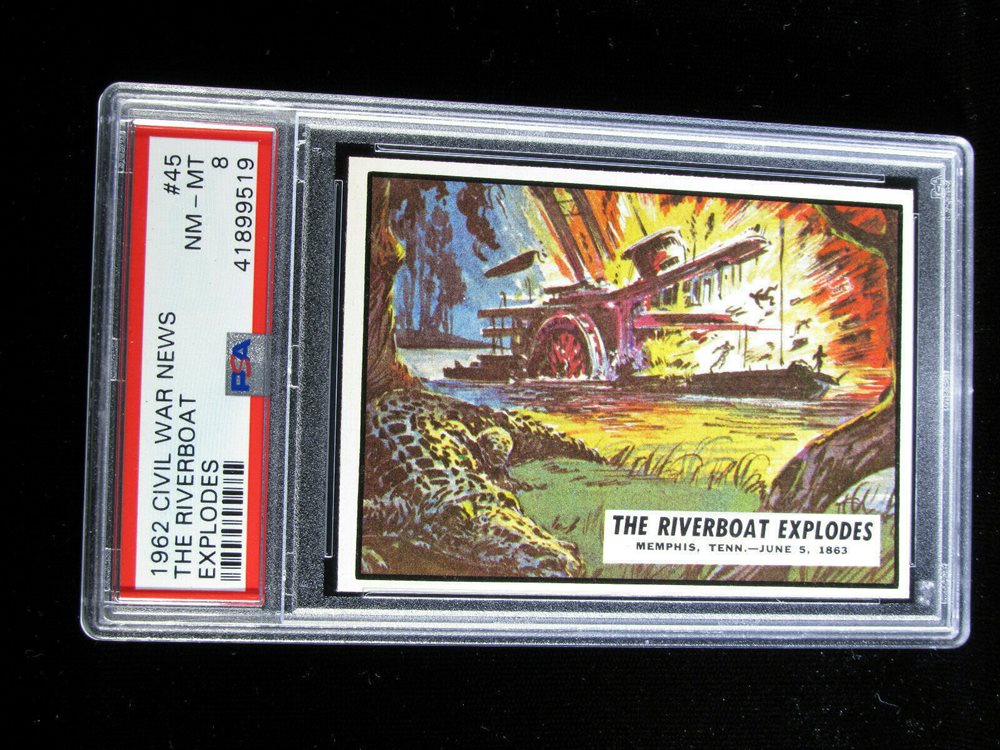 1962 CIVIL WAR NEWS #45
THE RIVERBOAT NM - MT
EXPLODES 8
41899519
PSA
THE RIVERBOAT EXPLODES
MEMPHIS, TENN.—JUNE 5, 1863